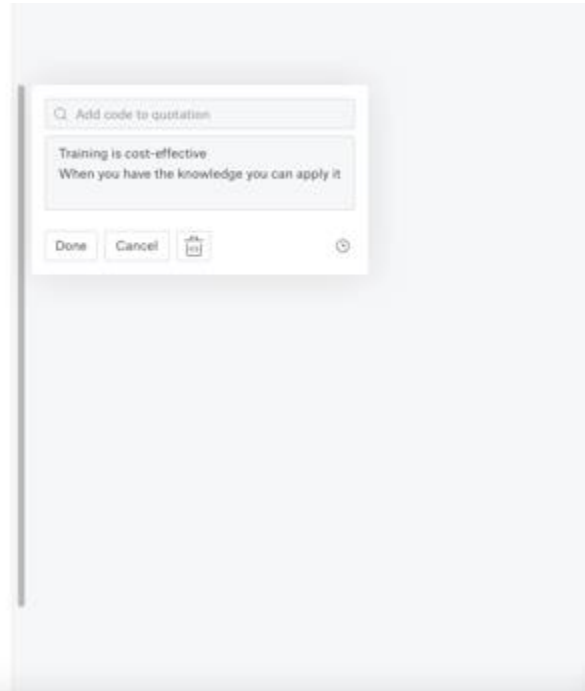 Add code to quotation
Training is cost-effective
When you have the knowledge you can apply it
Done Cancel